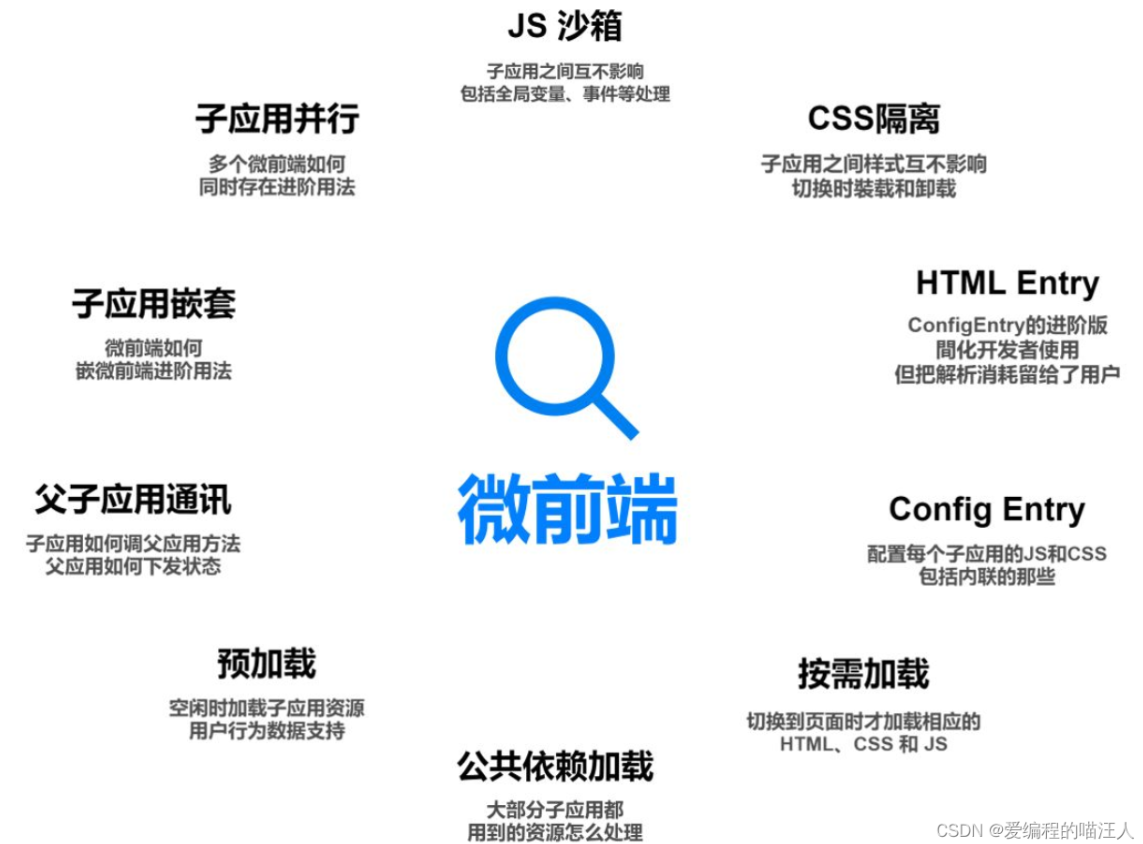 JS 沙箱
子应用之间互不影响
包括全局变量、事件等处理
子应用并行
多个微前端如何
同时存在进阶用法
CSS隔离
子应用之间样式互不影响
切换时裝载和卸载
子应用嵌套
微前端如何
嵌微前端进阶用法
HTML Entry
ConfigEntry的进阶版
間化开发者使用
但把解析消耗留给了用户
微前端
父子应用通讯
子应用如何调父应用方法
父应用如何下发状态
Config Entry
配置每个子应用的JS和CSS
包括内联的那些
预加载
空闲时加载子应用资源
用户行为数据支持
按需加载
切换到页面时才加载相应的
HTML、CSS 和 JS
公共依赖加载
大部分子应用都
用到的资源怎么处理
CSDN @爱编程的喵汪人